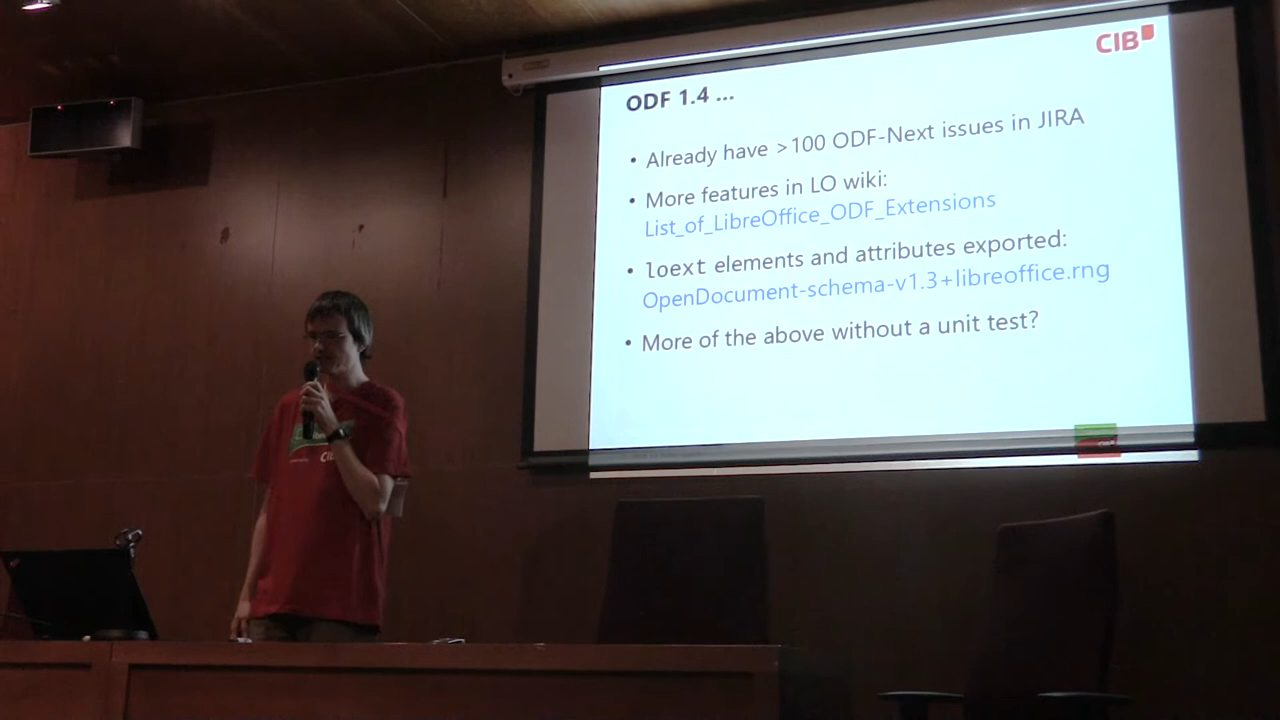 CIB
ODF 1.4 ...
• Already have >100 ODF-Next issues in JIRA
• More features in LO wiki:
List_of_LibreOffice_ODF_Extensions
• loext elements and attributes exported:
OpenDocument-schema-v1.3+libreoffice.rng
• More of the above without a unit test?